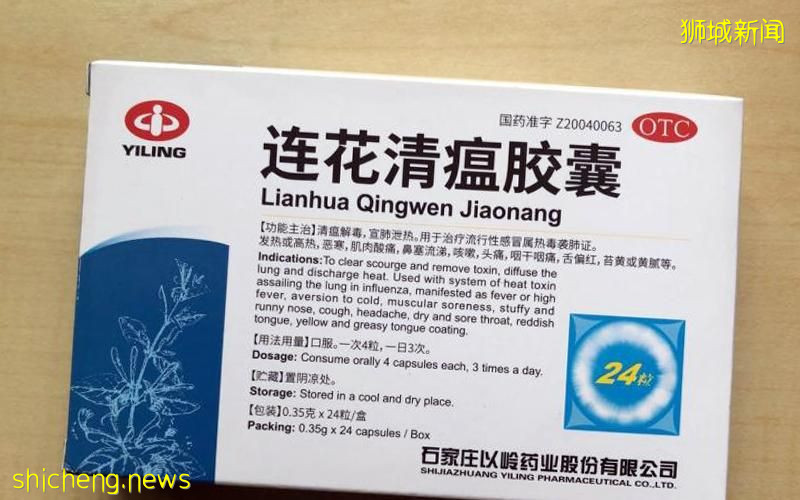 狮城新闻
YILING
国药准字 Z20040063
OTC
连花清瘟胶囊
Lianhua Qingwen Jiaonang
【功能主治】清瘟解毒，宣肺泄热。用于治疗流行性感冒属热毒袭肺证。
发热或高热，恶寒，肌肉酸痛，鼻塞流涕，咳嗽，头痛，咽干咽痛，舌偏红，苔黄或黄腻等。
Indications:To clear scourge and remove toxin, diffuse the
lung and discharge heat. Used with system of heat toxin
assailing the lung in influenza, manifested as fever or high
fever, aversion to cold, muscular soreness, stuffy and
runny nose, cough, headache, dry and sore throat, reddish
tongue, yellow and greasy tongue coating.
【用法用量】口服。一次4粒，一日3次。
Dosage: Consume orally 4 capsules each, 3 times a day.
【贮藏】置阴凉处。
Storage: Stored in a cool and dry place.
【包装】0.35克 x 24粒/盒
Packing: 0.35g x 24 capsules / Box
24粒
石家庄以岭药业股份有限公司
SHIJIAZHUANG YILING PHARMACEUTICAL CO.,LTD.
shicheng.news